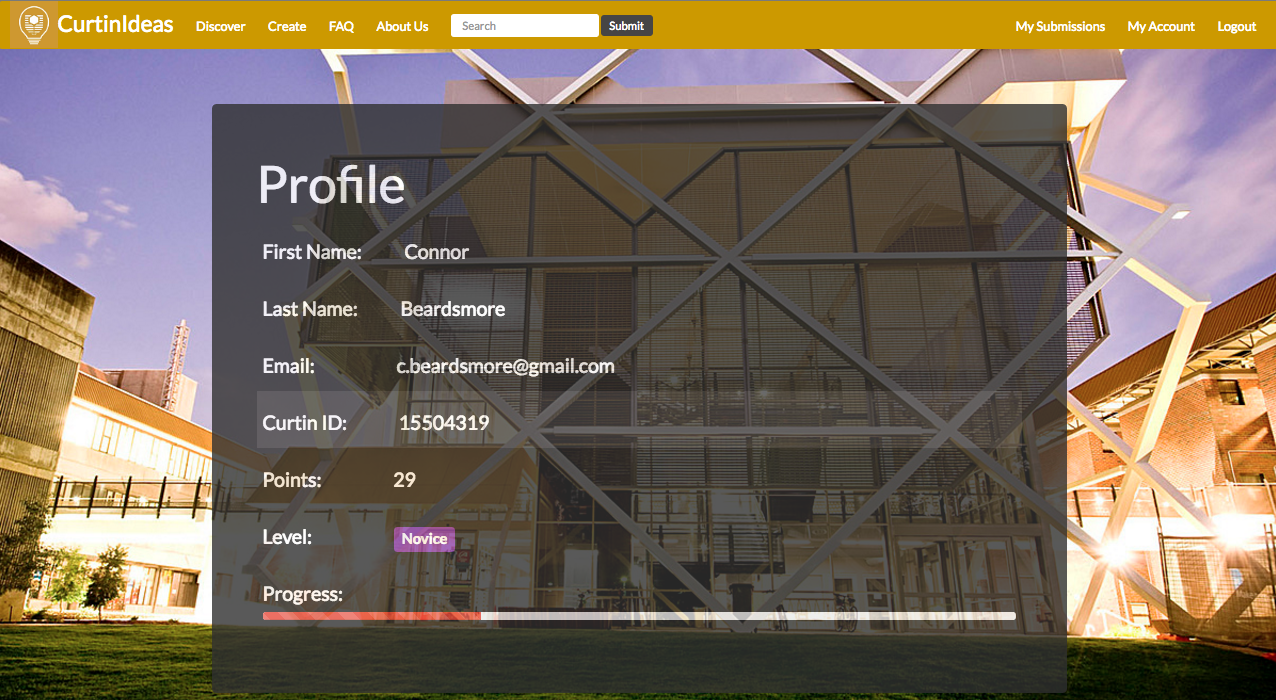 CurtinIdeas Discover Create FAQ About Us Search Submit My Submissions My Account Logout
Profile
First Name: Connor
Last Name: Beardsmore
Email: c.beardsmore@gmail.com
Curtin ID: 15504319
Points: 29
Level: Novice
Progress: